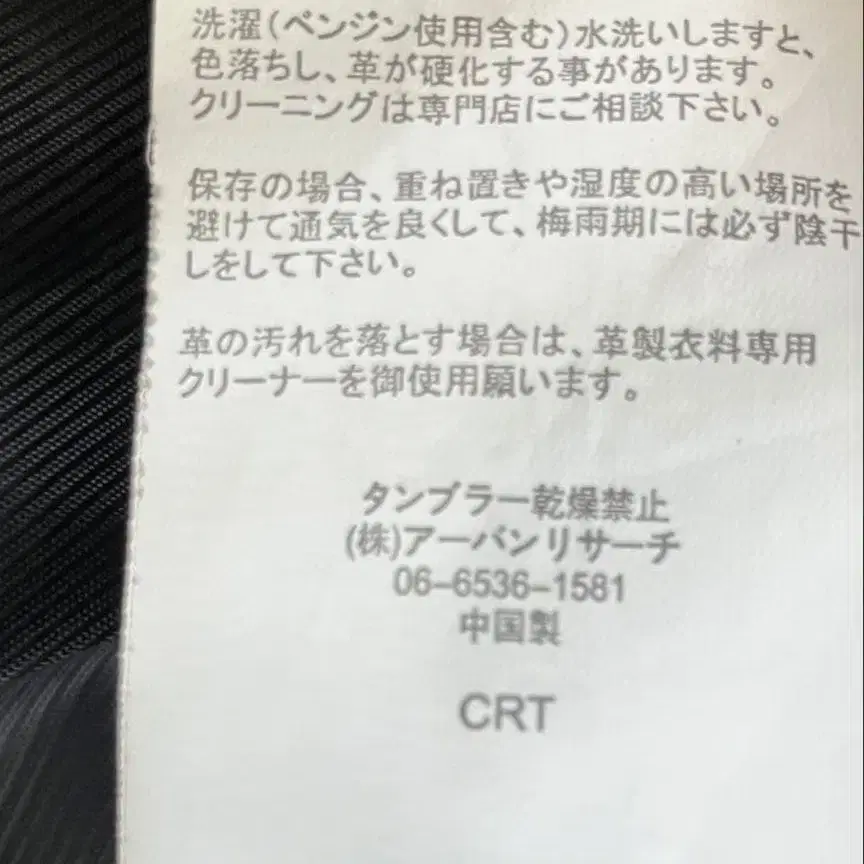 洗濯(ペンジン使用含む)水洗いしますと、
色落ちし、革が硬化する事があります。
クリーニングは専門店にご相談下さい。
保存の場合、重ね置きや湿度の高い場所を
避けて通気を良くして、梅雨期には必ず陰干
しをして下さい。
革の汚れを落とす場合は、革製衣料専用
クリーナーを御使用願います。
タンブラー乾燥禁止
(株)アーバンリサーチ
06-6536-1581
中国製
CRT